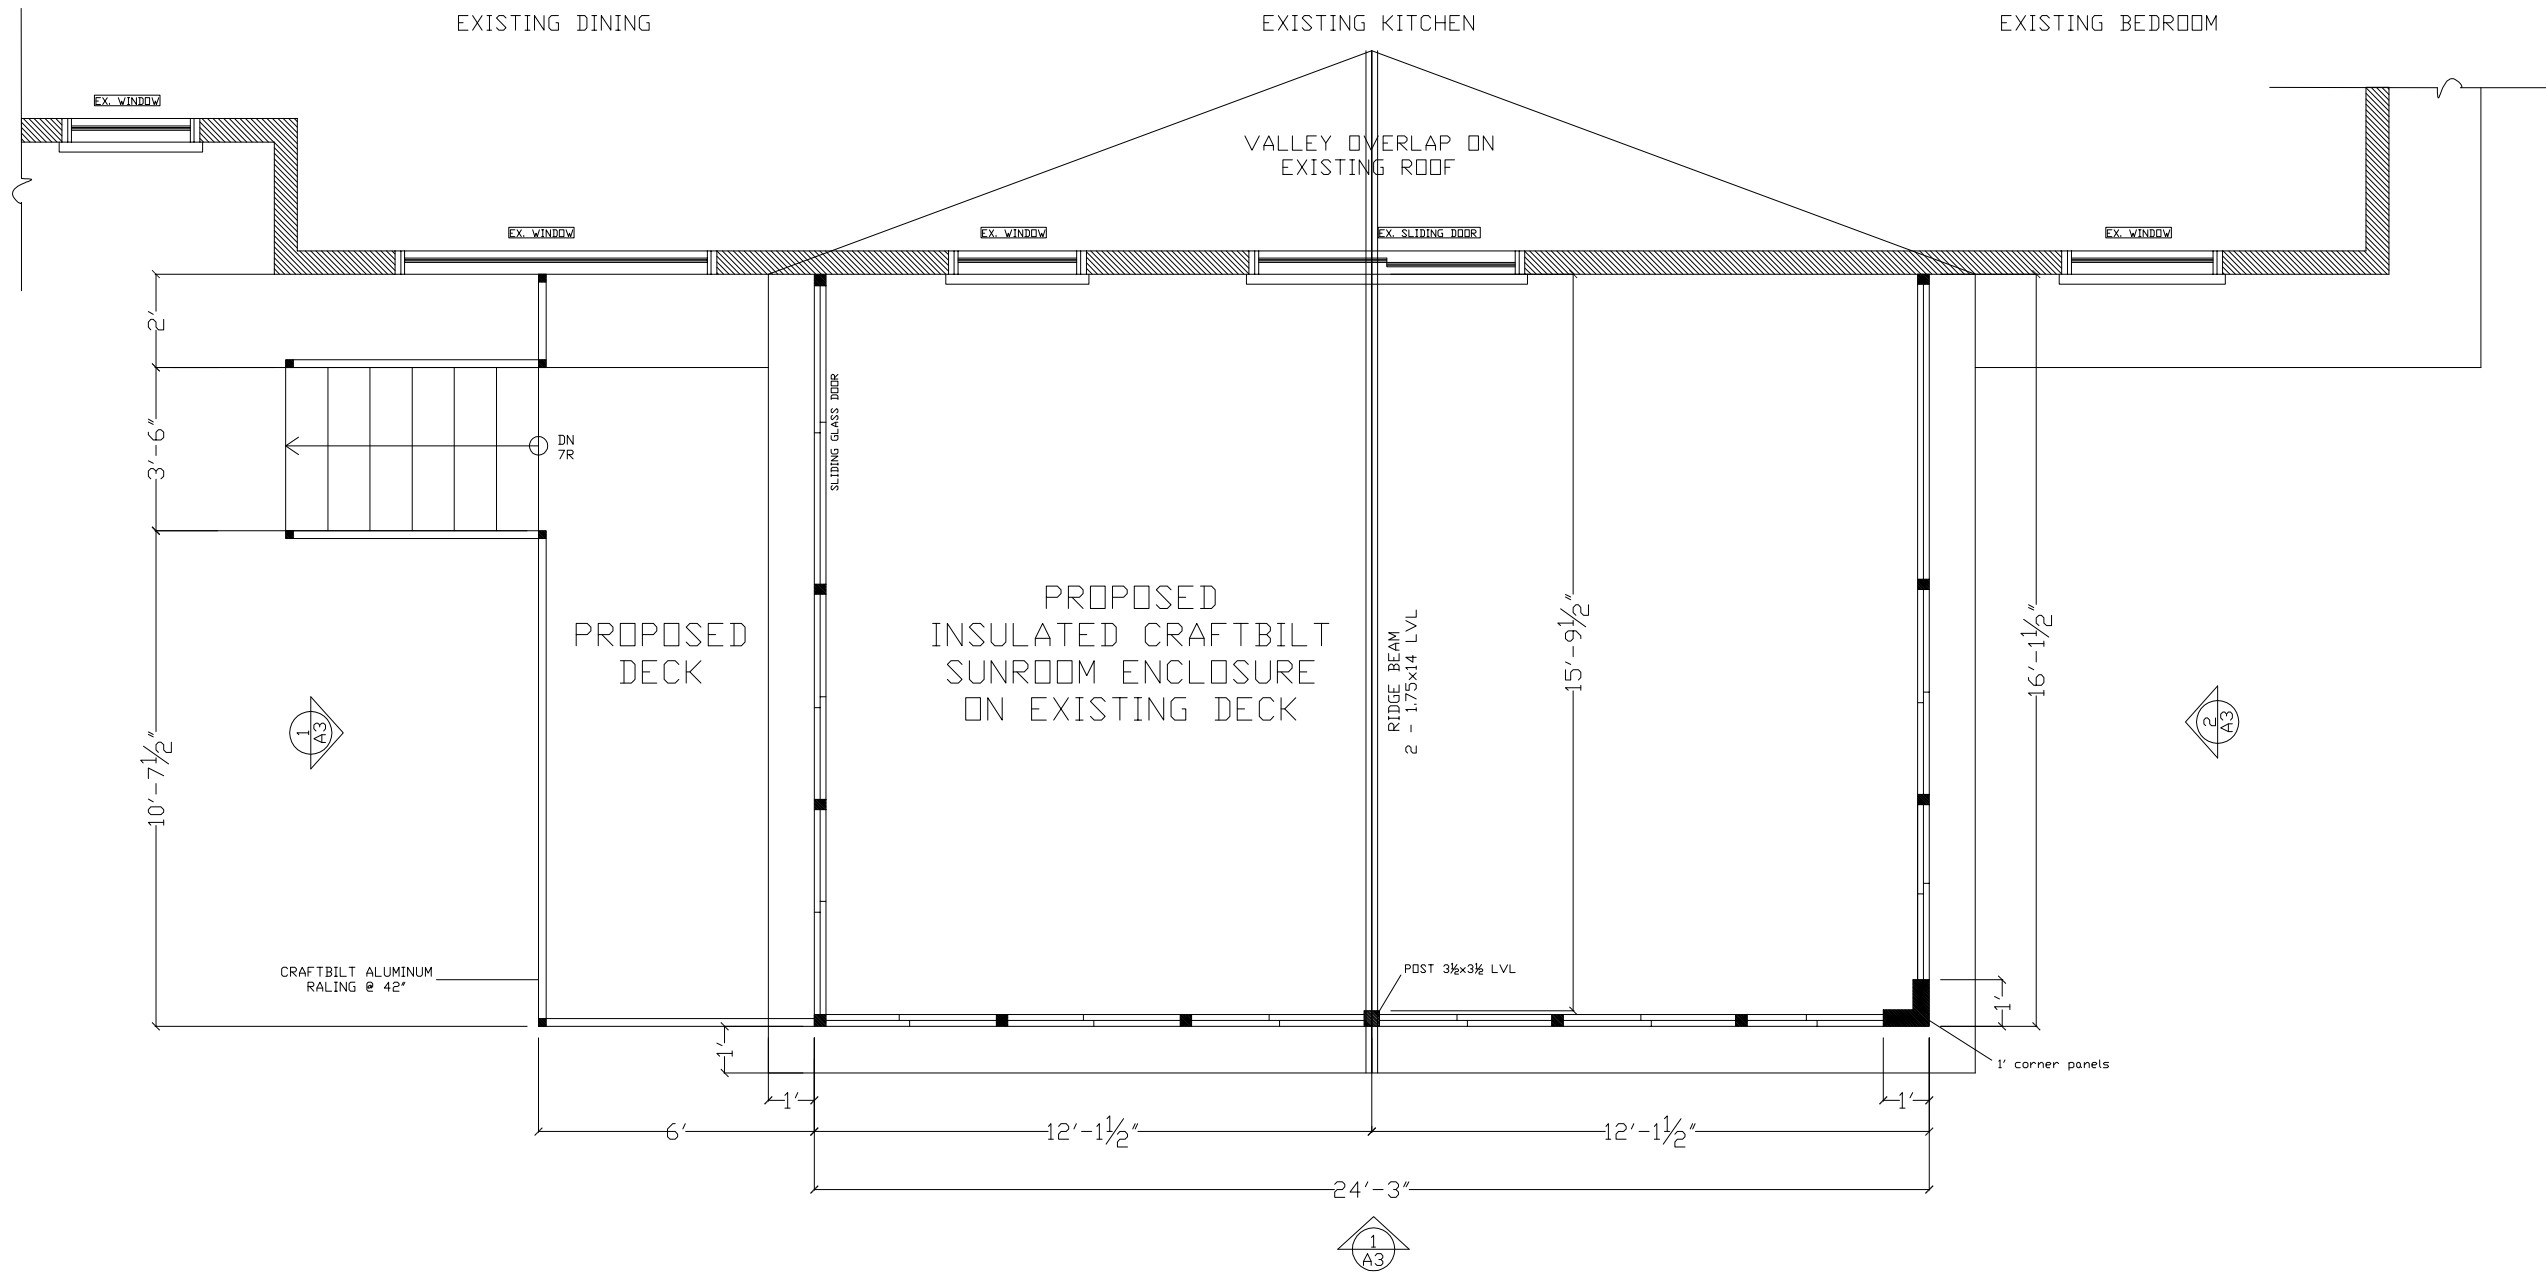 EXISTING DINING
EXISTING KITCHEN
EXISTING BEDROOM
EX. WINDOW
VALLEY OVERLAP ON
EXISTING ROOF
EX. WINDOW
EX. WINDOW
EX. SLIDING DOOR
EX. WINDOW
2'
3'-6"
10'-7½"
DN
7R
SLIDING GLASS DOOR
PROPOSED
DECK
PROPOSED
INSULATED CRAFTBILT
SUNROOM ENCLOSURE
ON EXISTING DECK
RIDGE BEAM
2 - 1.75x14 LVL
15'-9½"
16'-1½"
1
A3
2
A3
CRAFTBILT ALUMINUM
RALING @ 42"
POST 3½x3½ LVL
1'
1'
1' corner panels
1'
1'
6'
12'-1½"
12'-1½"
24'-3"
1
A3